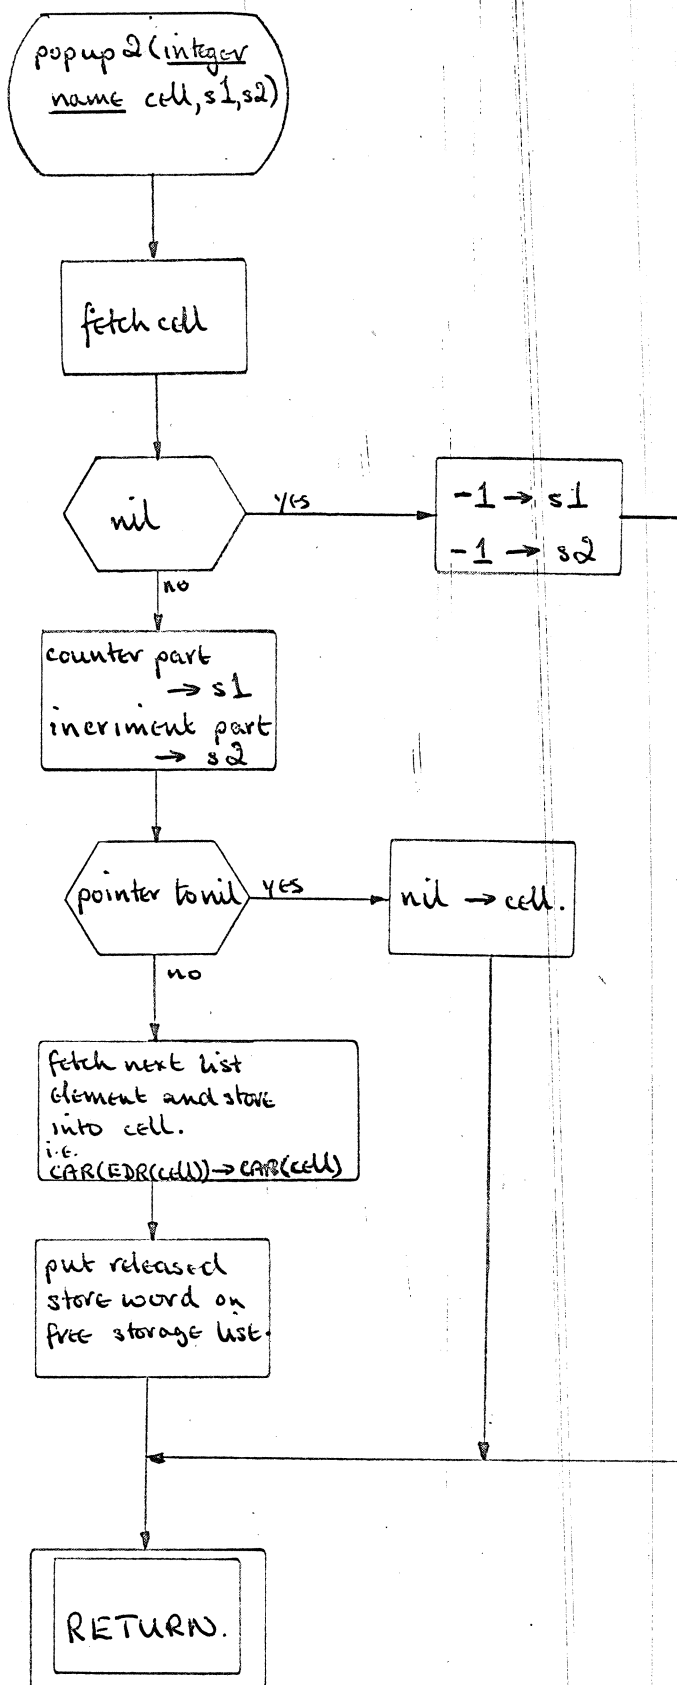 popup2(integer
name cell,s1,s2)
fetch cell
nil
YES
-1 → s1
-1 → s2
no
counter part
→ s1
incriment part
→ s2
pointer to nil
YES
nil → cell.
no
fetch next list
element and store
into cell.
i.e.
CAR(EDR(cell))→CAR(cell)
put released
store word on
free storage list.
RETURN.